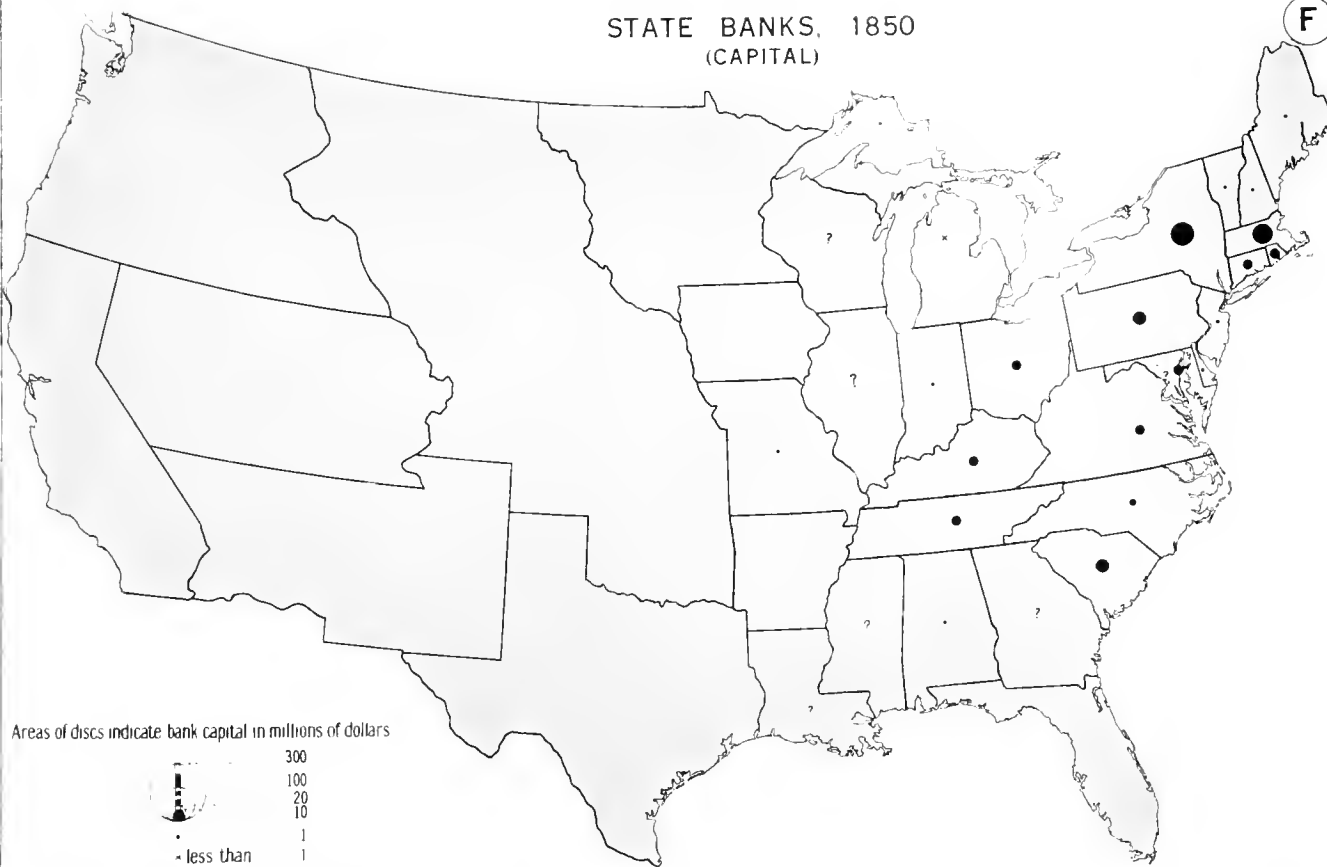 STATE BANKS, 1850
(CAPITAL)
F
?
x
?
?
?
?
Areas of discs indicate bank capital in millions of dollars
300
100
20
10
1
x less than 1